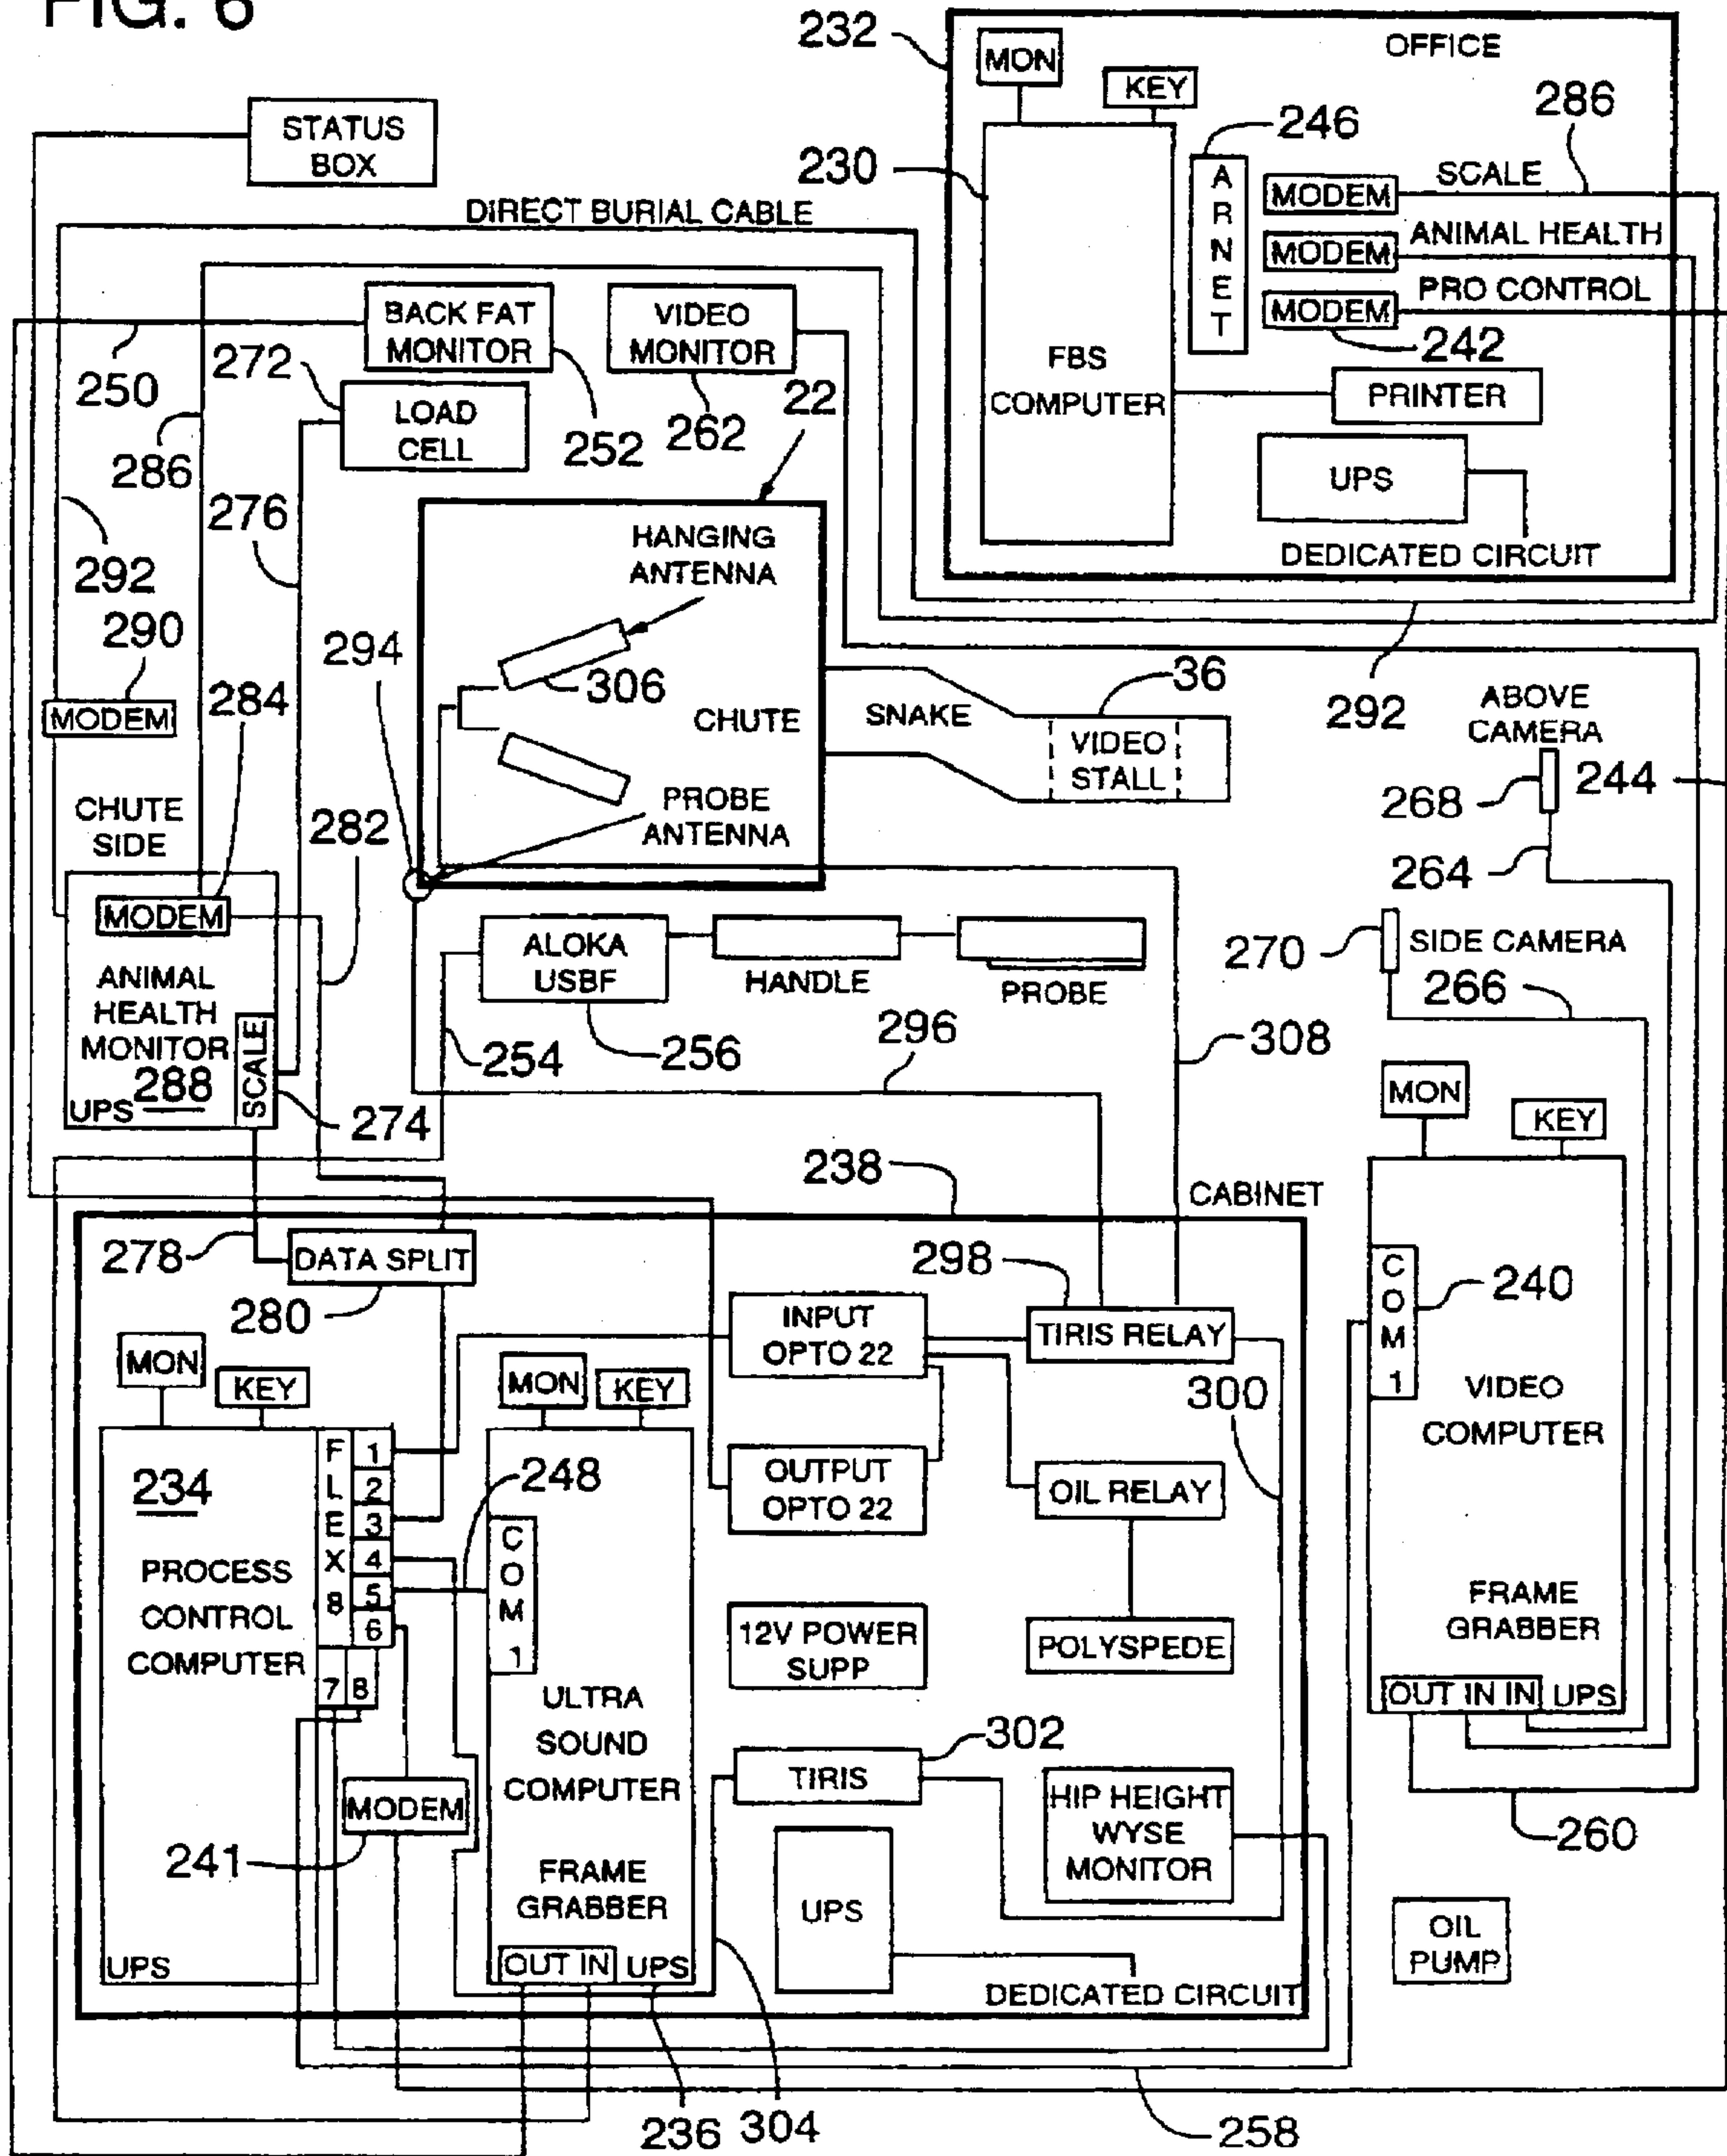 FIG. 6
232
MON
OFFICE
KEY
STATUS
BOX
246
286
230
A
R
N
E
T
MODEM
SCALE
DIRECT BURIAL CABLE
MODEM
ANIMAL HEALTH
MODEM
PRO CONTROL
BACK FAT
MONITOR
VIDEO
MONITOR
242
FBS
COMPUTER
250
272
LOAD
CELL
252
262
22
PRINTER
286
UPS
276
HANGING
ANTENNA
DEDICATED CIRCUIT
292
290
294
306
36
MODEM
284
CHUTE
SNAKE
VIDEO
STALL
292
ABOVE
CAMERA
268
244
CHUTE
SIDE
282
PROBE
ANTENNA
264
MODEM
ALOKA
USBF
HANDLE
PROBE
270
SIDE CAMERA
266
ANIMAL
HEALTH
MONITOR
288
UPS
SCALE
274
254
256
296
308
MON
KEY
238
CABINET
278
DATA SPLIT
280
298
INPUT
OPTO 22
TIRIS RELAY
C
O
M
1
240
MON
KEY
MON
KEY
300
VIDEO
COMPUTER
234
F
L
E
X
8
1
2
3
4
5
6
7
8
248
OUTPUT
OPTO 22
OIL RELAY
PROCESS
CONTROL
COMPUTER
C
O
M
1
12V POWER
SUPP
POLYSPEDE
FRAME
GRABBER
OUT IN IN
UPS
ULTRA
SOUND
COMPUTER
302
TIRIS
MODEM
241
HIP HEIGHT
WYSE
MONITOR
260
FRAME
GRABBER
UPS
OIL
PUMP
UPS
OUT IN
UPS
DEDICATED CIRCUIT
236
304
258